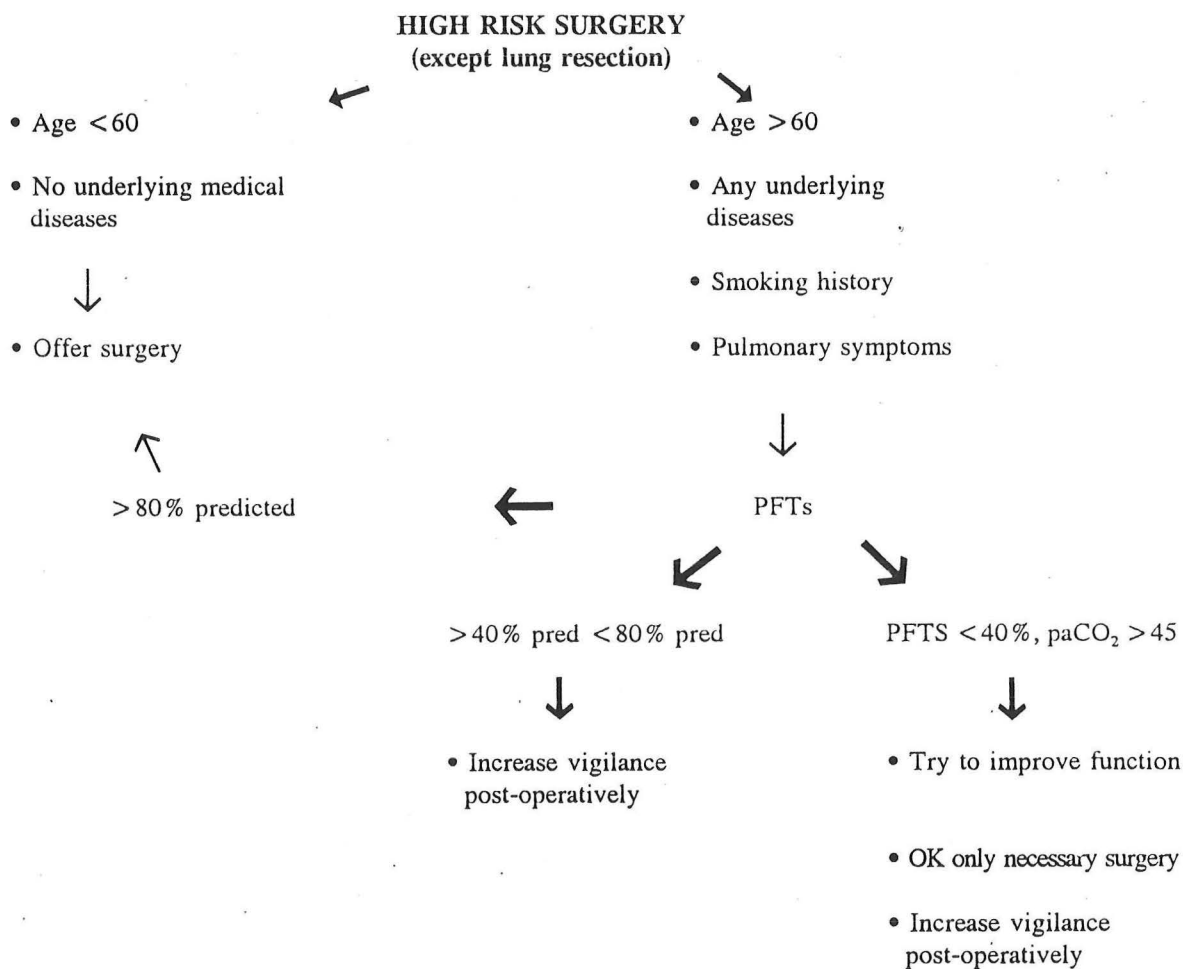 HIGH RISK SURGERY
(except lung resection)
• Age <60
• No underlying medical
diseases
• Offer surgery
• Age >60
• Any underlying
diseases
• Smoking history
• Pulmonary symptoms
>80% predicted
PFTs
>40% pred <80% pred
PFTS <40%, paCO₂ >45
• Increase vigilance
post-operatively
• Try to improve function
• OK only necessary surgery
• Increase vigilance
post-operatively